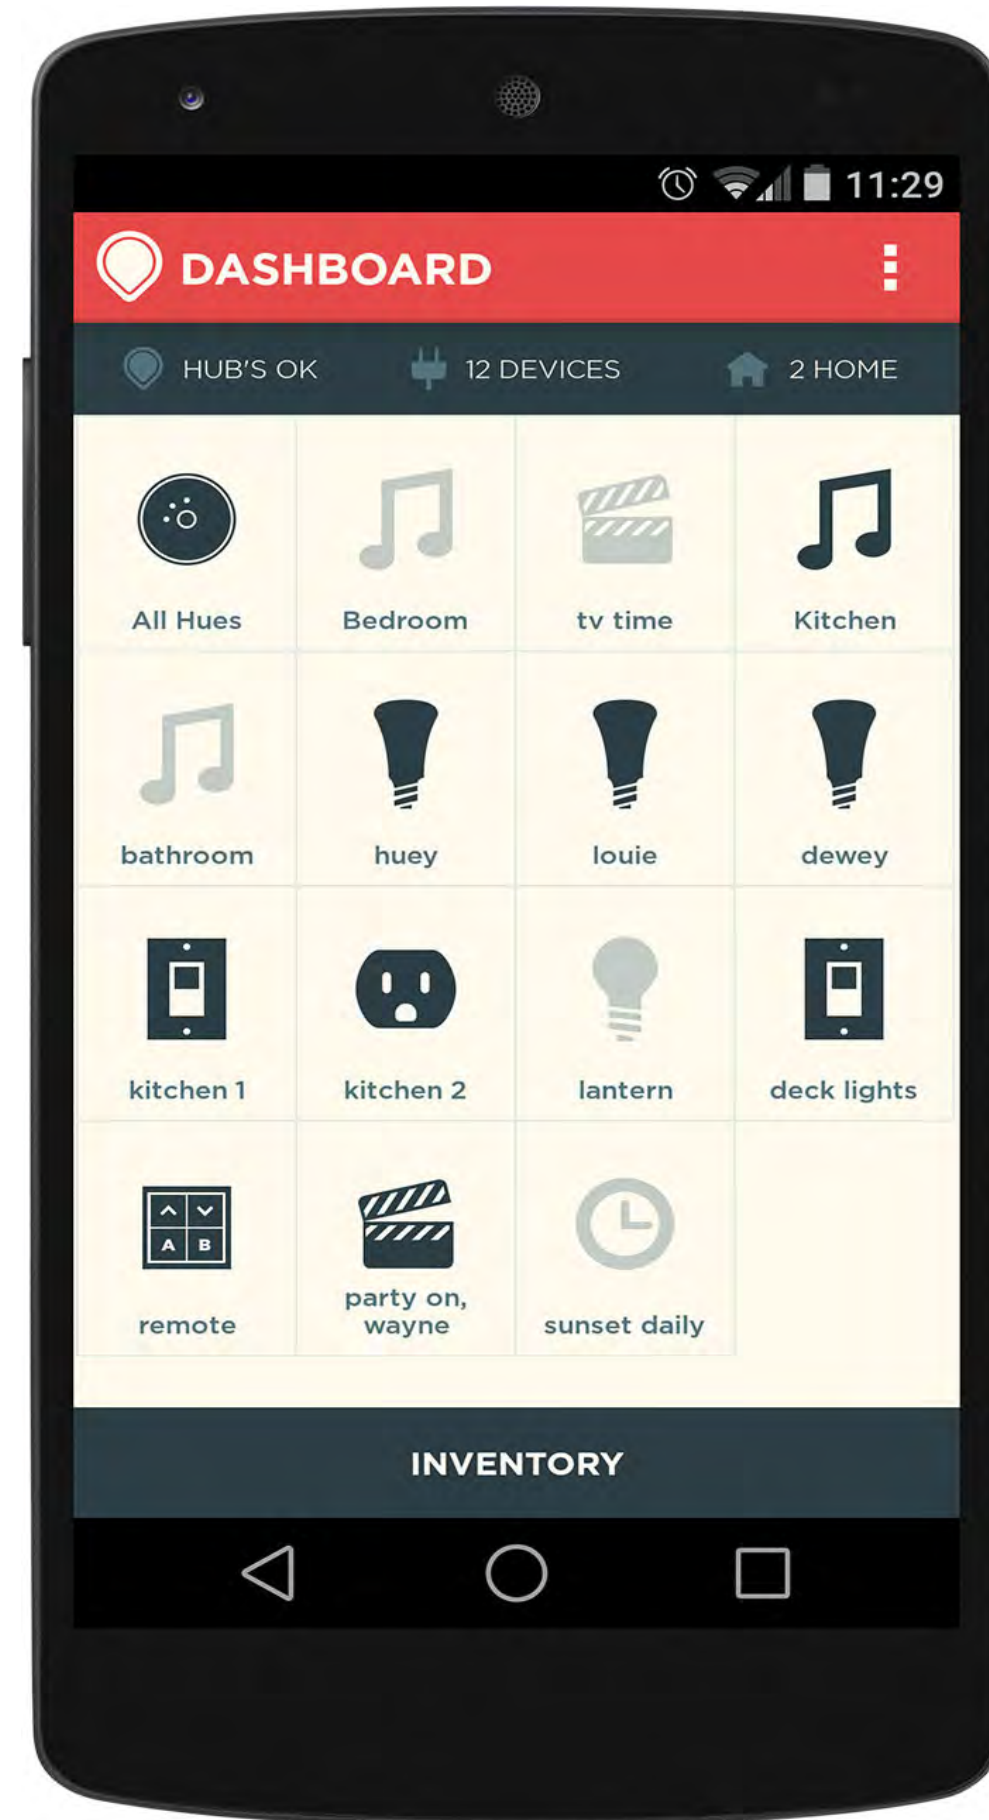 11:29
DASHBOARD
HUB'S OK 12 DEVICES 2 HOME
All Hues Bedroom tv time Kitchen
bathroom huey louie dewey
kitchen 1 kitchen 2 lantern deck lights
A B
remote party on, wayne sunset daily
INVENTORY